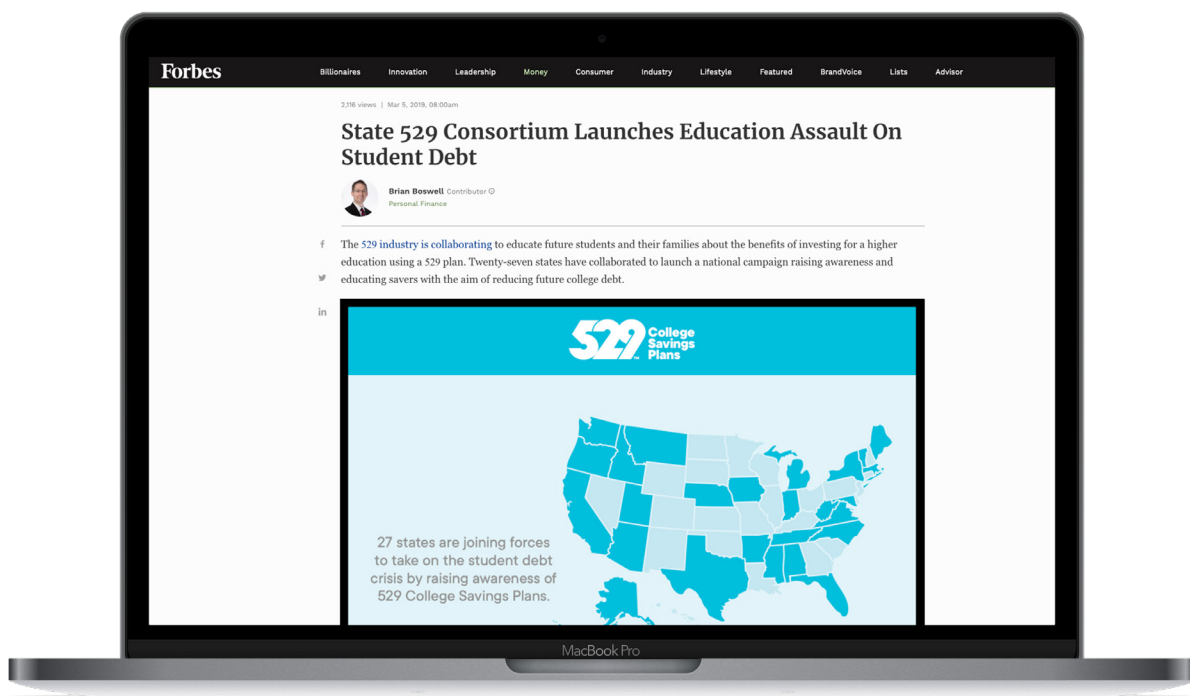 Forbes
Billionaires Innovation Leadership Money Consumer Industry Lifestyle Featured BrandVoice Lists Advisor
2,116 views | Mar 5, 2019, 08:00am
State 529 Consortium Launches Education Assault On
Student Debt
Brian Boswell Contributor
Personal Finance
f
The 529 industry is collaborating to educate future students and their families about the benefits of investing for a higher
education using a 529 plan. Twenty-seven states have collaborated to launch a national campaign raising awareness and
educating savers with the aim of reducing future college debt.
in
529™ College
Savings
Plans
27 states are joining forces
to take on the student debt
crisis by raising awareness of
529 College Savings Plans.
MacBook Pro